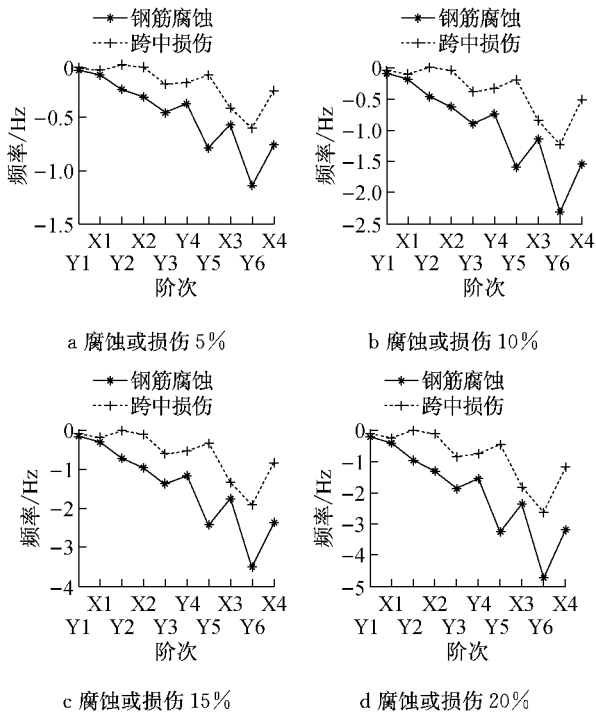 钢筋腐蚀
跨中损伤
0
−0.5
−1.0
−1.5
频率/Hz
X1 X2 Y4 X3 X4
Y1 Y2 Y3 Y5 Y6
阶次
a 腐蚀或损伤5%
钢筋腐蚀
跨中损伤
0
−0.5
−1.0
−1.5
−2.0
−2.5
频率/Hz
X1 X2 Y4 X3 X4
Y1 Y2 Y3 Y5 Y6
阶次
b 腐蚀或损伤10%
钢筋腐蚀
跨中损伤
0
−1
−2
−3
−4
频率/Hz
X1 X2 Y4 X3 X4
Y1 Y2 Y3 Y5 Y6
阶次
c 腐蚀或损伤15%
钢筋腐蚀
跨中损伤
0
−1
−2
−3
−4
−5
频率/Hz
X1 X2 Y4 X3 X4
Y1 Y2 Y3 Y5 Y6
阶次
d 腐蚀或损伤20%